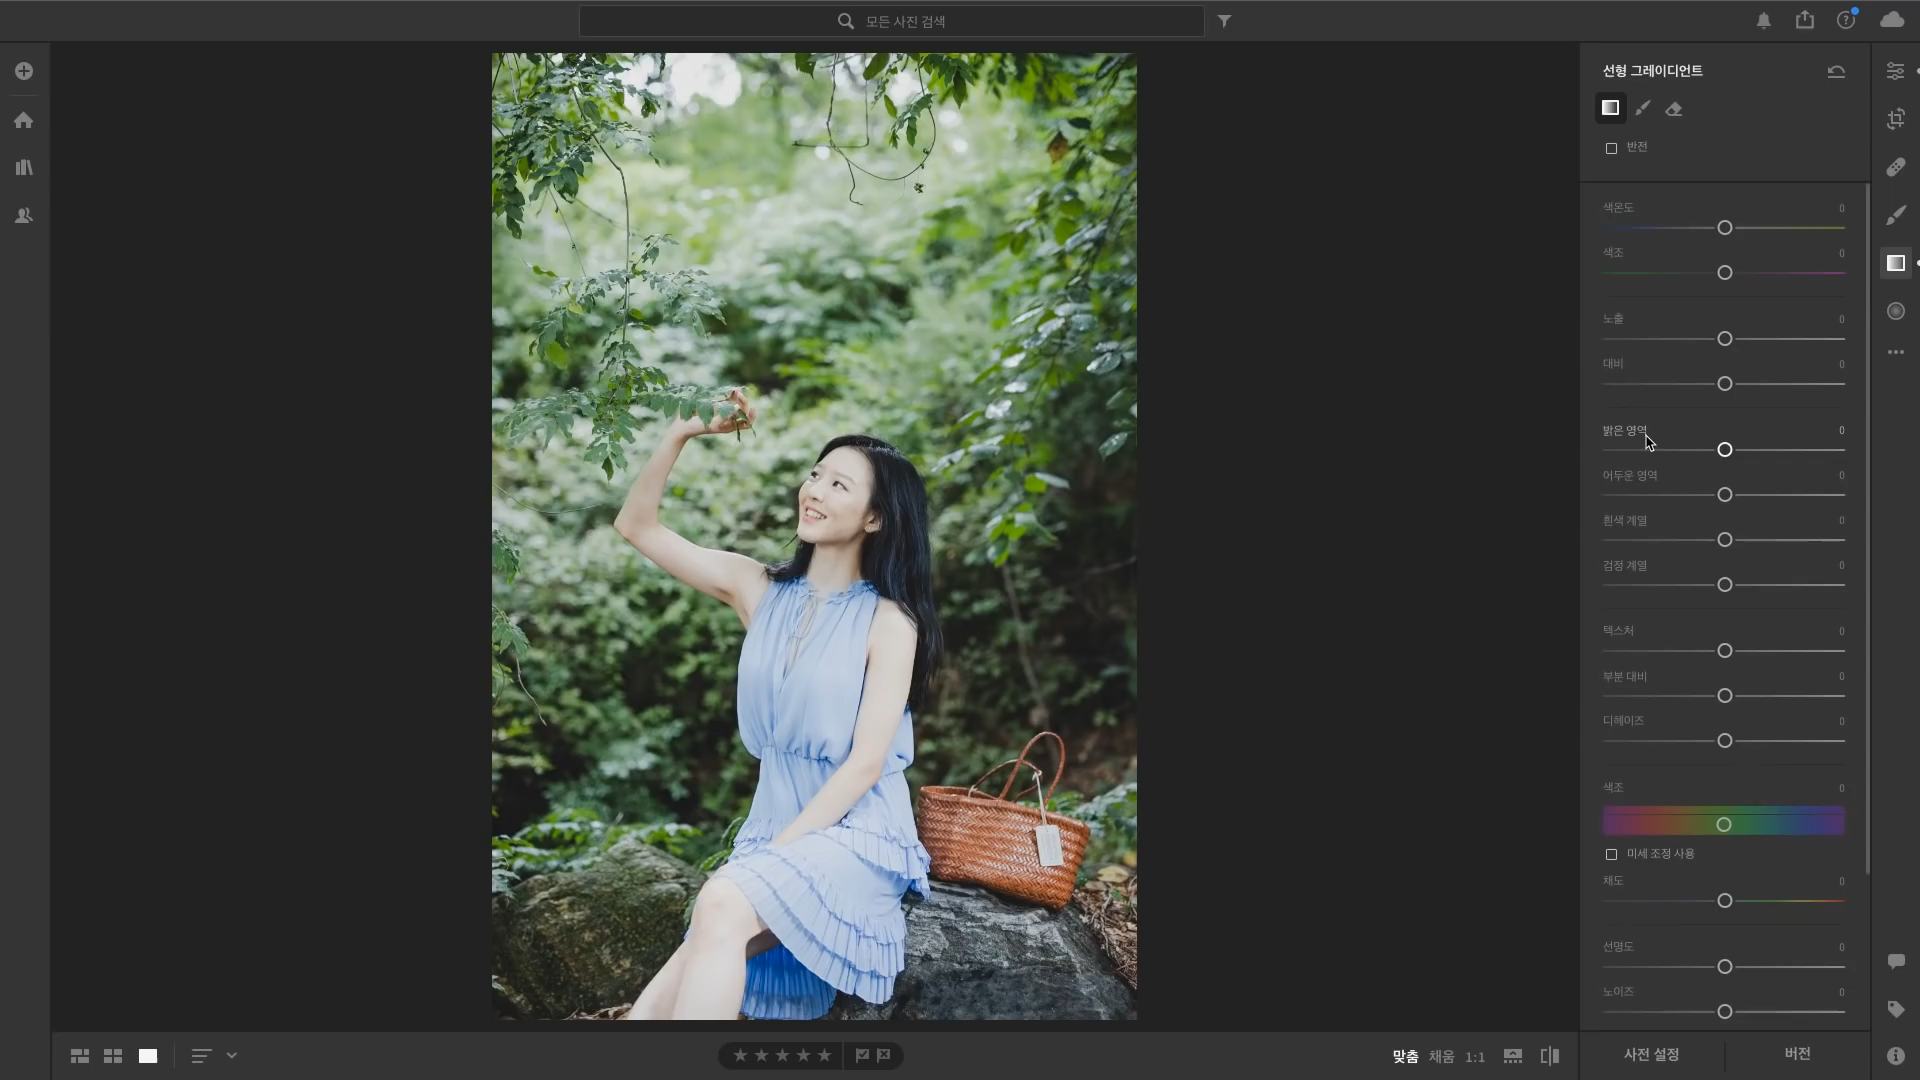 모든 사진 검색
선형 그레이디언트
반전
색온도 0
색조 0
노출 0
대비 0
밝은 영역 0
어두운 영역 0
흰색 계열 0
검정 계열 0
텍스처 0
부분 대비 0
디헤이즈 0
색조 0
미세 조정 사용
채도 0
선명도 0
노이즈 0
맞춤 채움 1:1
사전 설정 버전